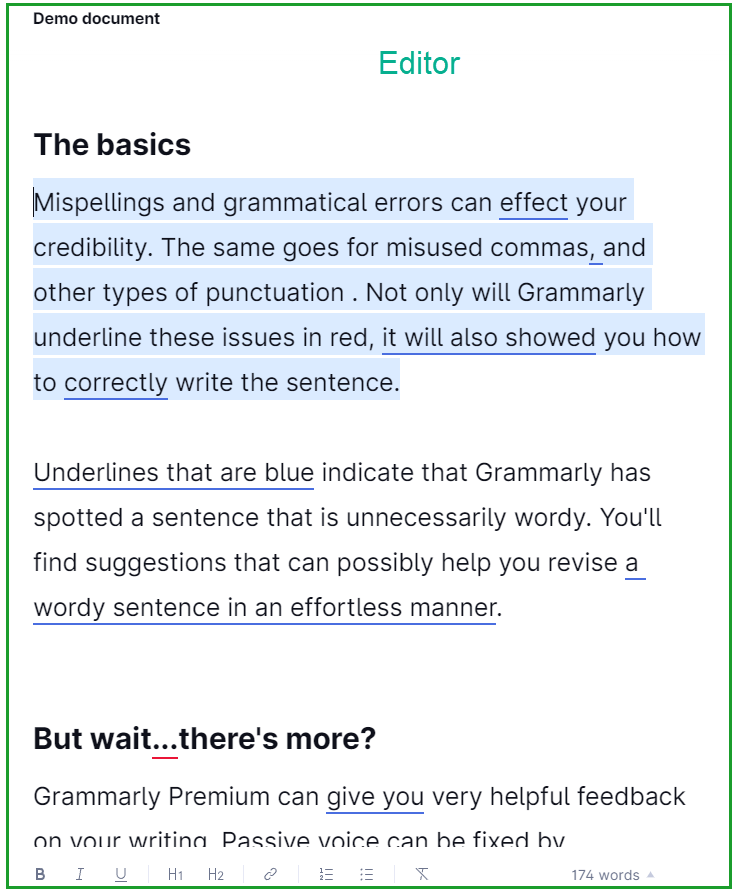 Demo document
Editor
The basics
Mispellings and grammatical errors can effect your
credibility. The same goes for misused commas, and
other types of punctuation . Not only will Grammarly
underline these issues in red, it will also showed you how
to correctly write the sentence.
Underlines that are blue indicate that Grammarly has
spotted a sentence that is unnecessarily wordy. You'll
find suggestions that can possibly help you revise a
wordy sentence in an effortless manner.
But wait...there's more?
Grammarly Premium can give you very helpful feedback
on your writing. Passive voice can be fixed by
B I U H1 H2 174 words